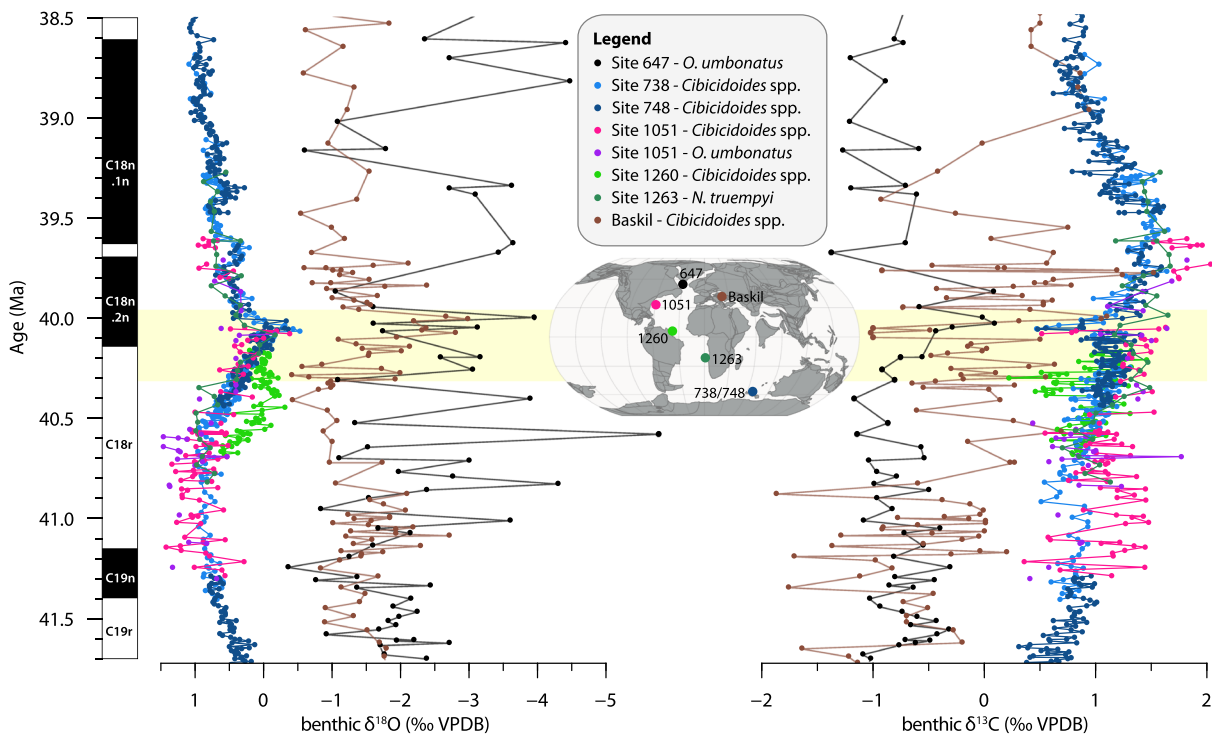 38.5
39.0
39.5
40.0
40.5
41.0
41.5
Age (Ma)
C18n
.1n
C18n
.2n
C18r
C19n
C19r
Legend
Site 647 - O. umbonatus
Site 738 - Cibicidoides spp.
Site 748 - Cibicidoides spp.
Site 1051 - Cibicidoides spp.
Site 1051 - O. umbonatus
Site 1260 - Cibicidoides spp.
Site 1263 - N. truempyi
Baskil - Cibicidoides spp.
647
Baskil
1051
1260
1263
738/748
1 0 −1 −2 −3 −4 −5
benthic δ¹⁸O (‰ VPDB)
−2 −1 0 1 2
benthic δ¹³C (‰ VPDB)